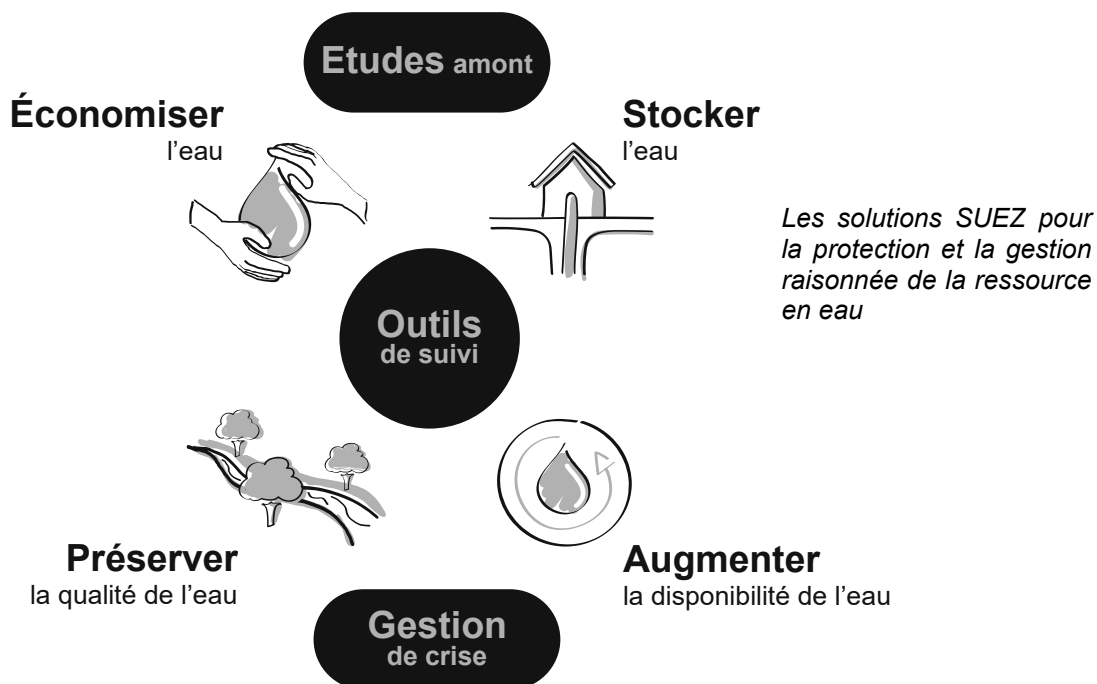 Etudes amont
Économiser
l'eau
Stocker
l'eau
Les solutions SUEZ pour
la protection et la gestion
raisonnée de la ressource
en eau
Outils
de suivi
Préserver
la qualité de l'eau
Augmenter
la disponibilité de l'eau
Gestion
de crise